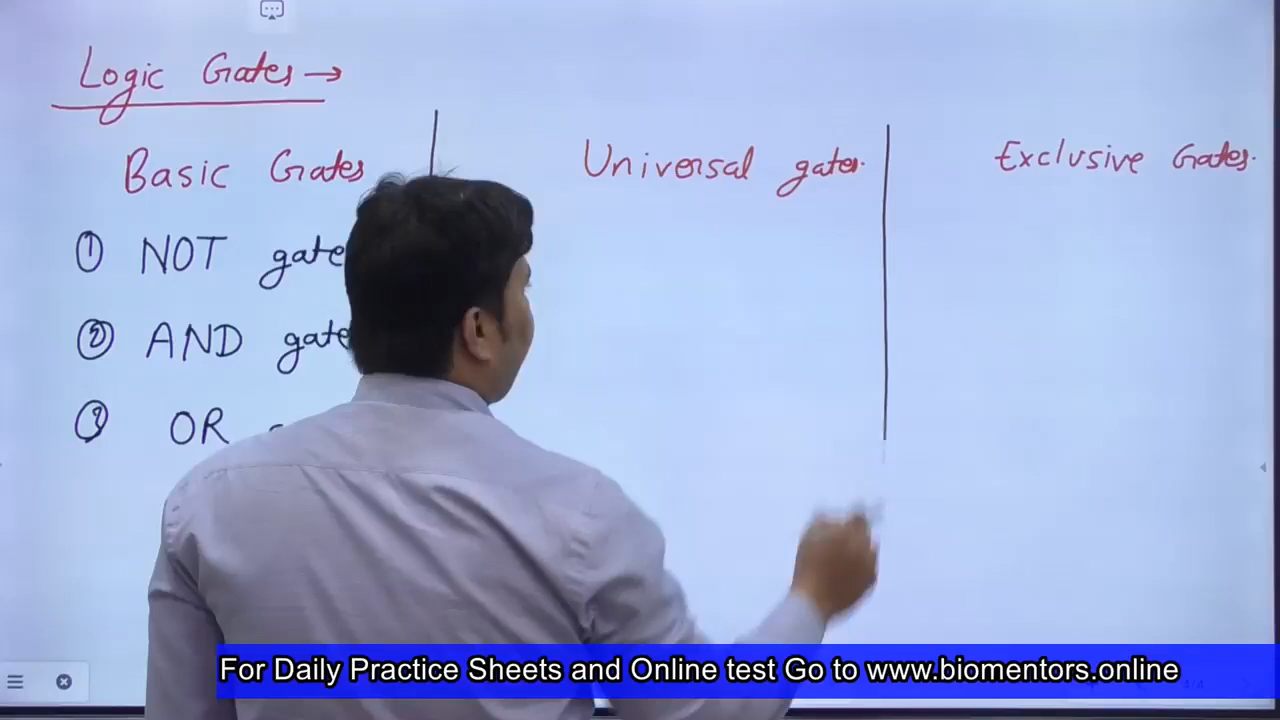 Logic Gates →
Basic Gates
Universal gates.
Exclusive Gates.
① NOT gate
② AND gate
③ OR
For Daily Practice Sheets and Online test Go to www.biomentors.online